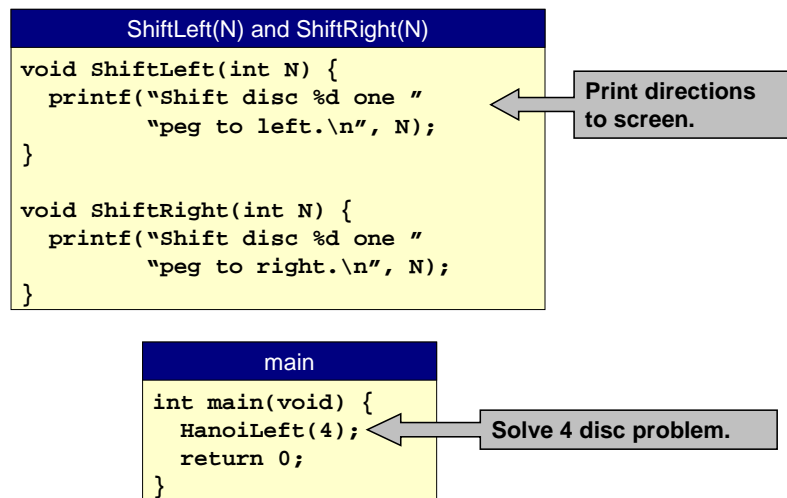 ShiftLeft(N) and ShiftRight(N)
void ShiftLeft(int N) {
printf(“Shift disc %d one ”
“peg to left.\n”, N);
}
void ShiftRight(int N) {
printf(“Shift disc %d one ”
“peg to right.\n”, N);
}
Print directions
to screen.
main
int main(void) {
HanoiLeft(4);
return 0;
}
Solve 4 disc problem.